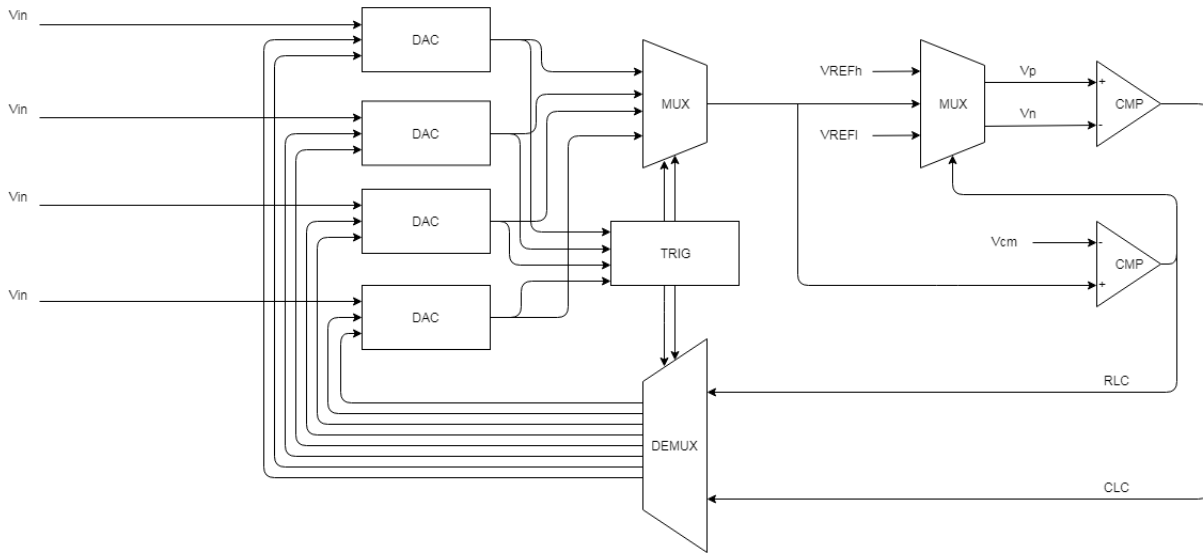 Vin
DAC
Vin
DAC
Vin
DAC
Vin
DAC
MUX
TRIG
DEMUX
VREFh
VREFl
MUX
Vp
Vn
+
-
CMP
Vcm
-
+
CMP
RLC
CLC